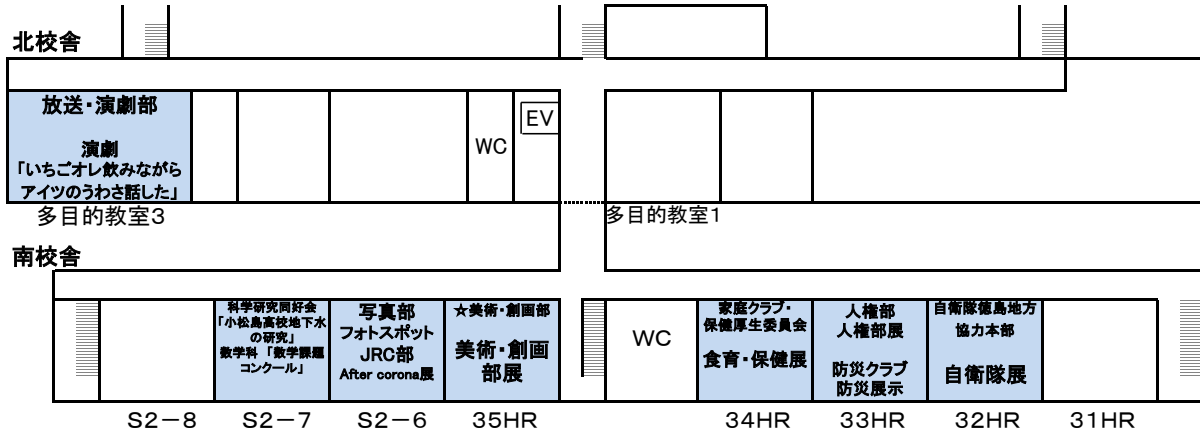 北校舎
放送・演劇部
演劇
「いちごオレ飲みながら
アイツのうわさ話した」
WC
EV
多目的教室3
多目的教室1
南校舎
科学研究同好会
「小松島高校地下水
の研究」
数学科 「数学課題
コンクール」
写真部
フォトスポット
JRC部
After corona展
☆美術・創画部
美術・創画
部展
WC
家庭クラブ・
保健厚生委員会
食育・保健展
人権部
人権部展
防災クラブ
防災展示
自衛隊徳島地方
協力本部
自衛隊展
S2－8
S2－7
S2－6
35HR
34HR
33HR
32HR
31HR